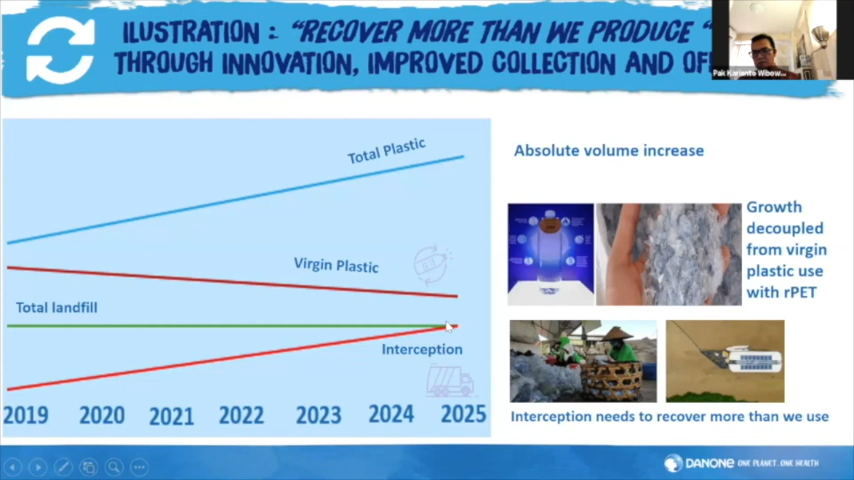 ILUSTRATION : "RECOVER MORE THAN WE PRODUCE "
THROUGH INNOVATION, IMPROVED COLLECTION AND
Pak Karianto Wibow...
Total Plastic
Absolute volume increase
Growth
decoupled
from virgin
plastic use
with rPET
Virgin Plastic
Total landfill
Interception
2019 2020 2021 2022 2023 2024 2025
Interception needs to recover more than we use
DANONE ONE PLANET. ONE HEALTH